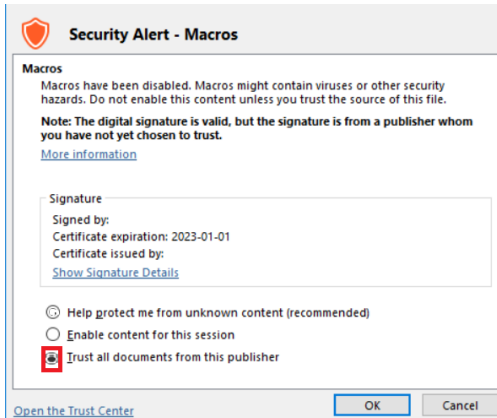 Security Alert - Macros
Macros
Macros have been disabled. Macros might contain viruses or other security
hazards. Do not enable this content unless you trust the source of this file.
Note: The digital signature is valid, but the signature is from a publisher whom
you have not yet chosen to trust.
More information
Signature
Signed by:
Certificate expiration: 2023-01-01
Certificate issued by:
Show Signature Details
Help protect me from unknown content (recommended)
Enable content for this session
Trust all documents from this publisher
Open the Trust Center
OK
Cancel